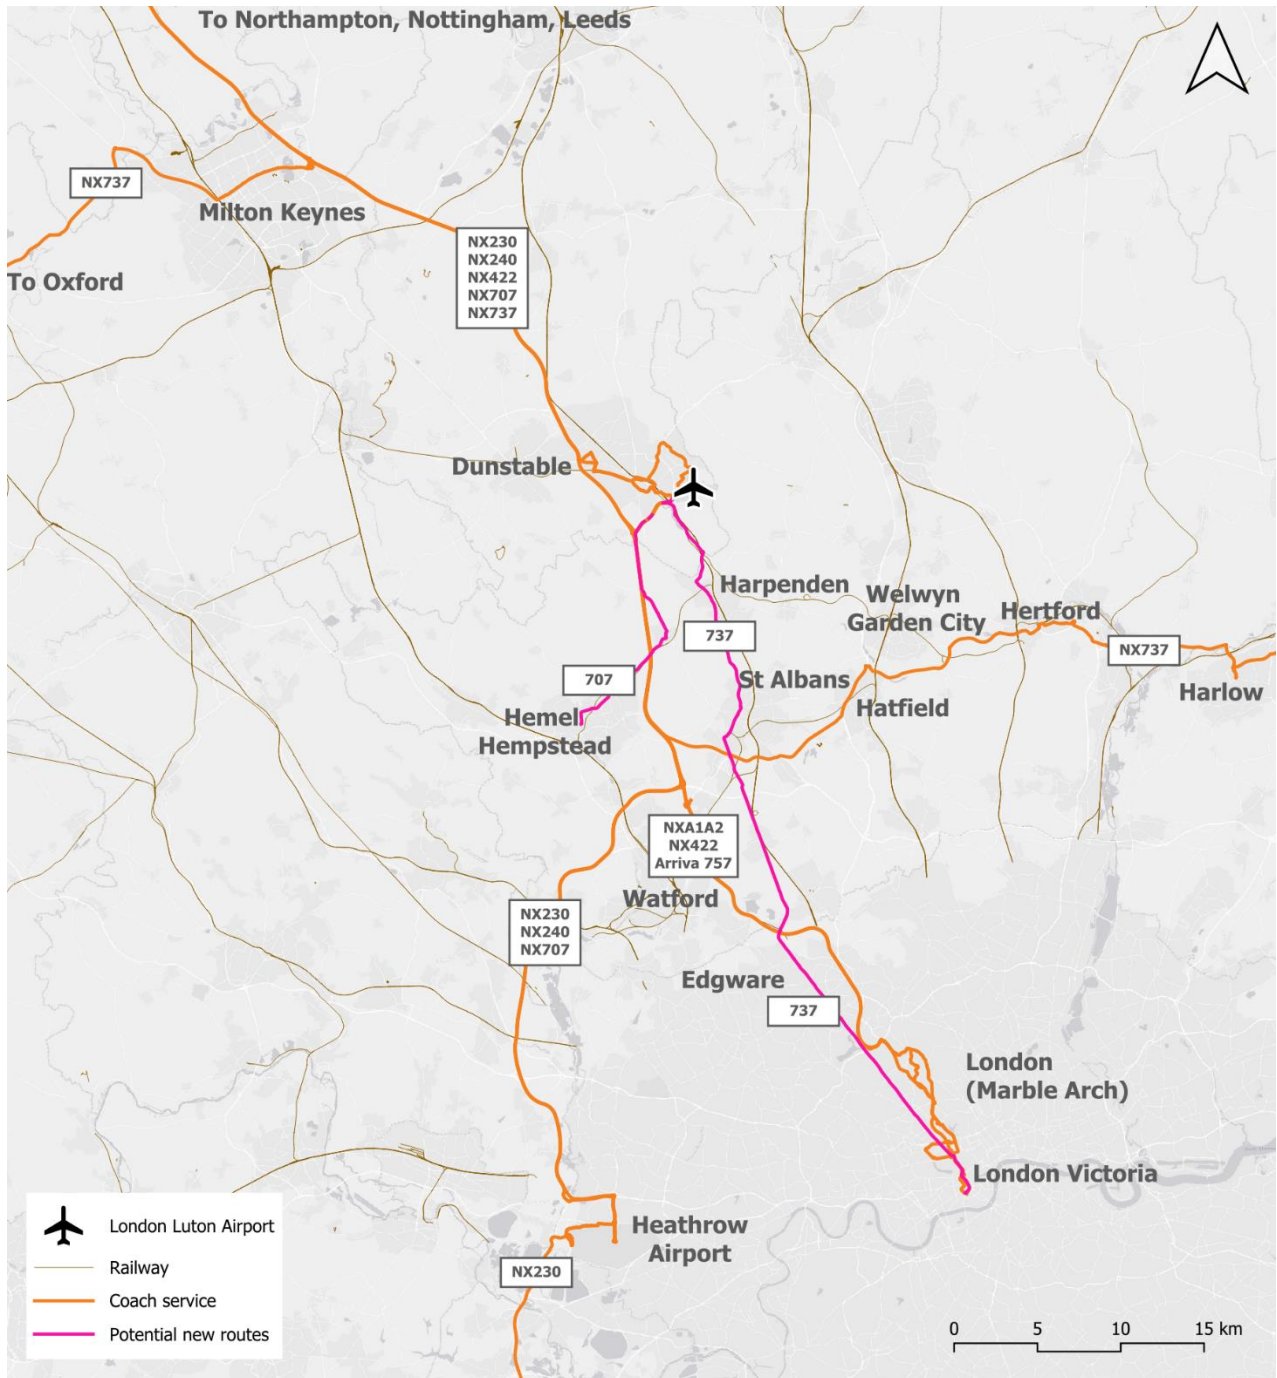 To Northampton, Nottingham, Leeds
NX737
Milton Keynes
To Oxford
NX230
NX240
NX422
NX707
NX737
Dunstable
Harpenden
Welwyn
Garden City
Hertford
737
NX737
707
St Albans
Harlow
Hatfield
Hemel
Hempstead
NXA1A2
NX422
Arriva 757
Watford
NX230
NX240
NX707
Edgware
737
London
(Marble Arch)
London Victoria
Heathrow
Airport
NX230
London Luton Airport
Railway
Coach service
Potential new routes
0 5 10 15 km